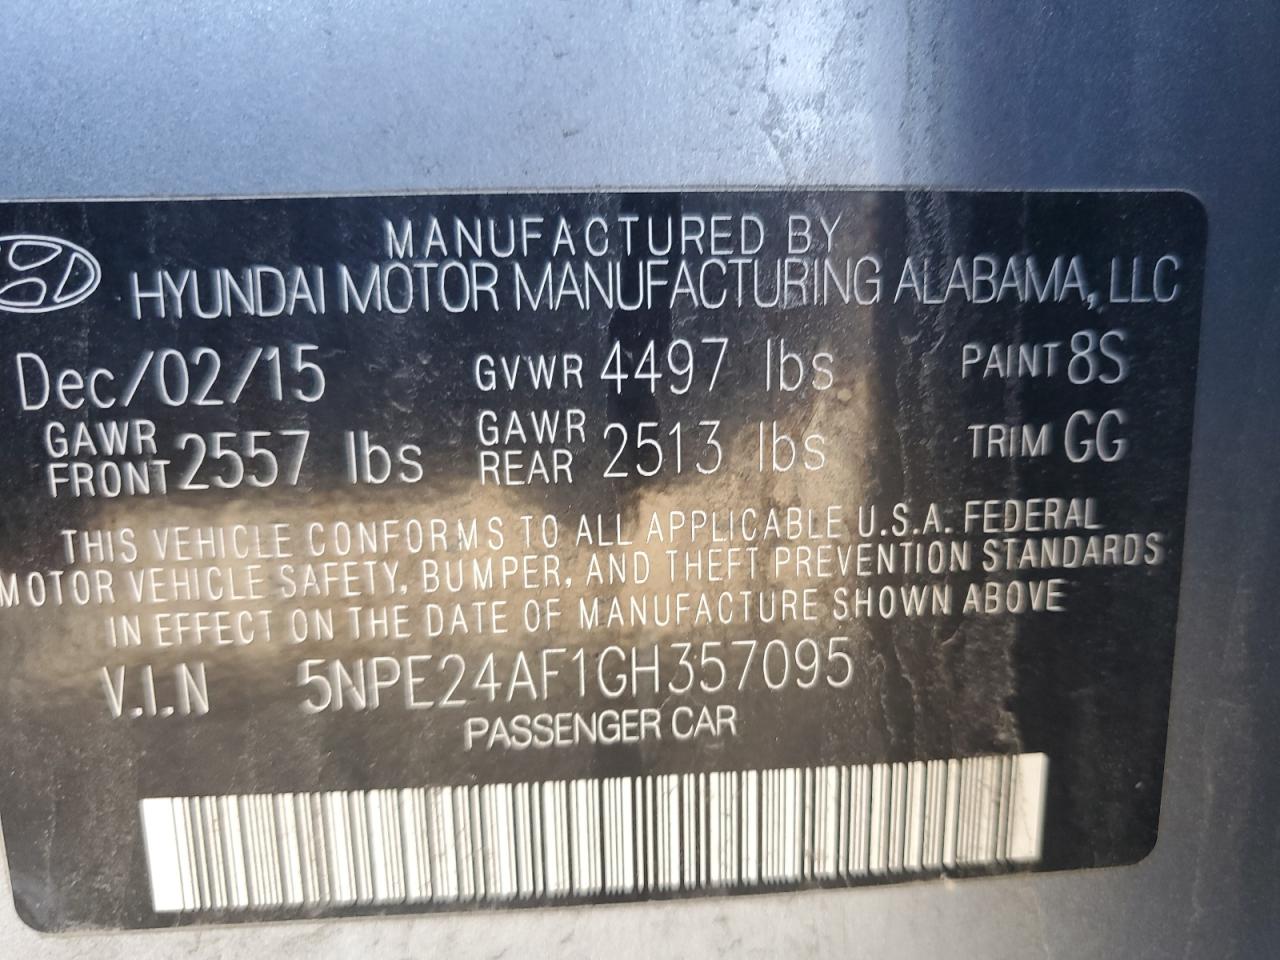 MANUFACTURED BY
HYUNDAI MOTOR MANUFACTURING ALABAMA, LLC
Dec/02/15 GVWR 4497 lbs PAINT 8S
GAWR FRONT 2557 lbs GAWR REAR 2513 lbs TRIM GG
THIS VEHICLE CONFORMS TO ALL APPLICABLE U.S.A. FEDERAL
MOTOR VEHICLE SAFETY, BUMPER, AND THEFT PREVENTION STANDARDS
IN EFFECT ON THE DATE OF MANUFACTURE SHOWN ABOVE
V.I.N 5NPE24AF1GH357095
PASSENGER CAR